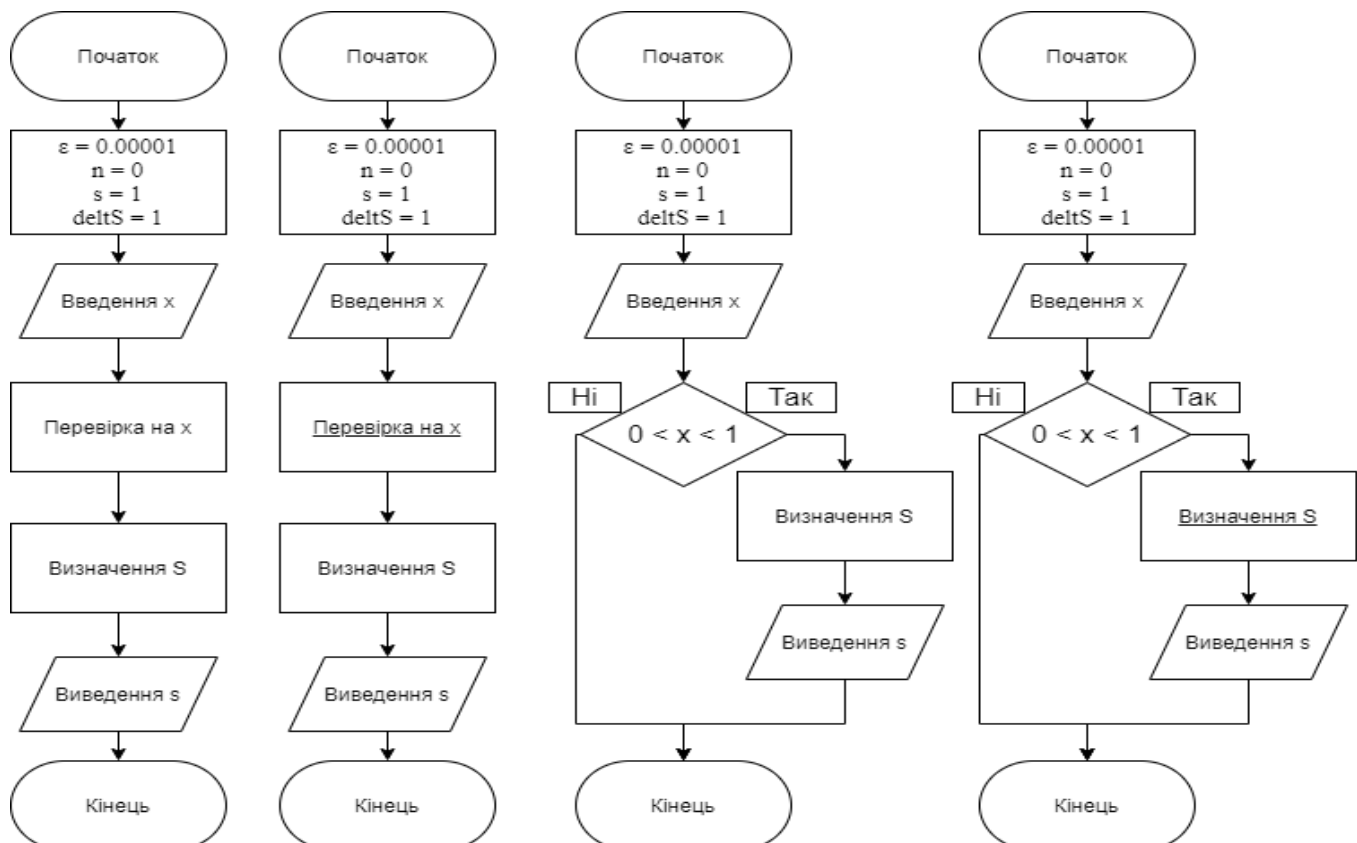 Початок
ε = 0.00001
n = 0
s = 1
deltS = 1
Введення x
Перевірка на x
Визначення S
Виведення s
Кінець
Початок
ε = 0.00001
n = 0
s = 1
deltS = 1
Введення x
Перевірка на x
Визначення S
Виведення s
Кінець
Початок
ε = 0.00001
n = 0
s = 1
deltS = 1
Введення x
Ні
Так
0 < x < 1
Визначення S
Виведення s
Кінець
Початок
ε = 0.00001
n = 0
s = 1
deltS = 1
Введення x
Ні
Так
0 < x < 1
Визначення S
Виведення s
Кінець